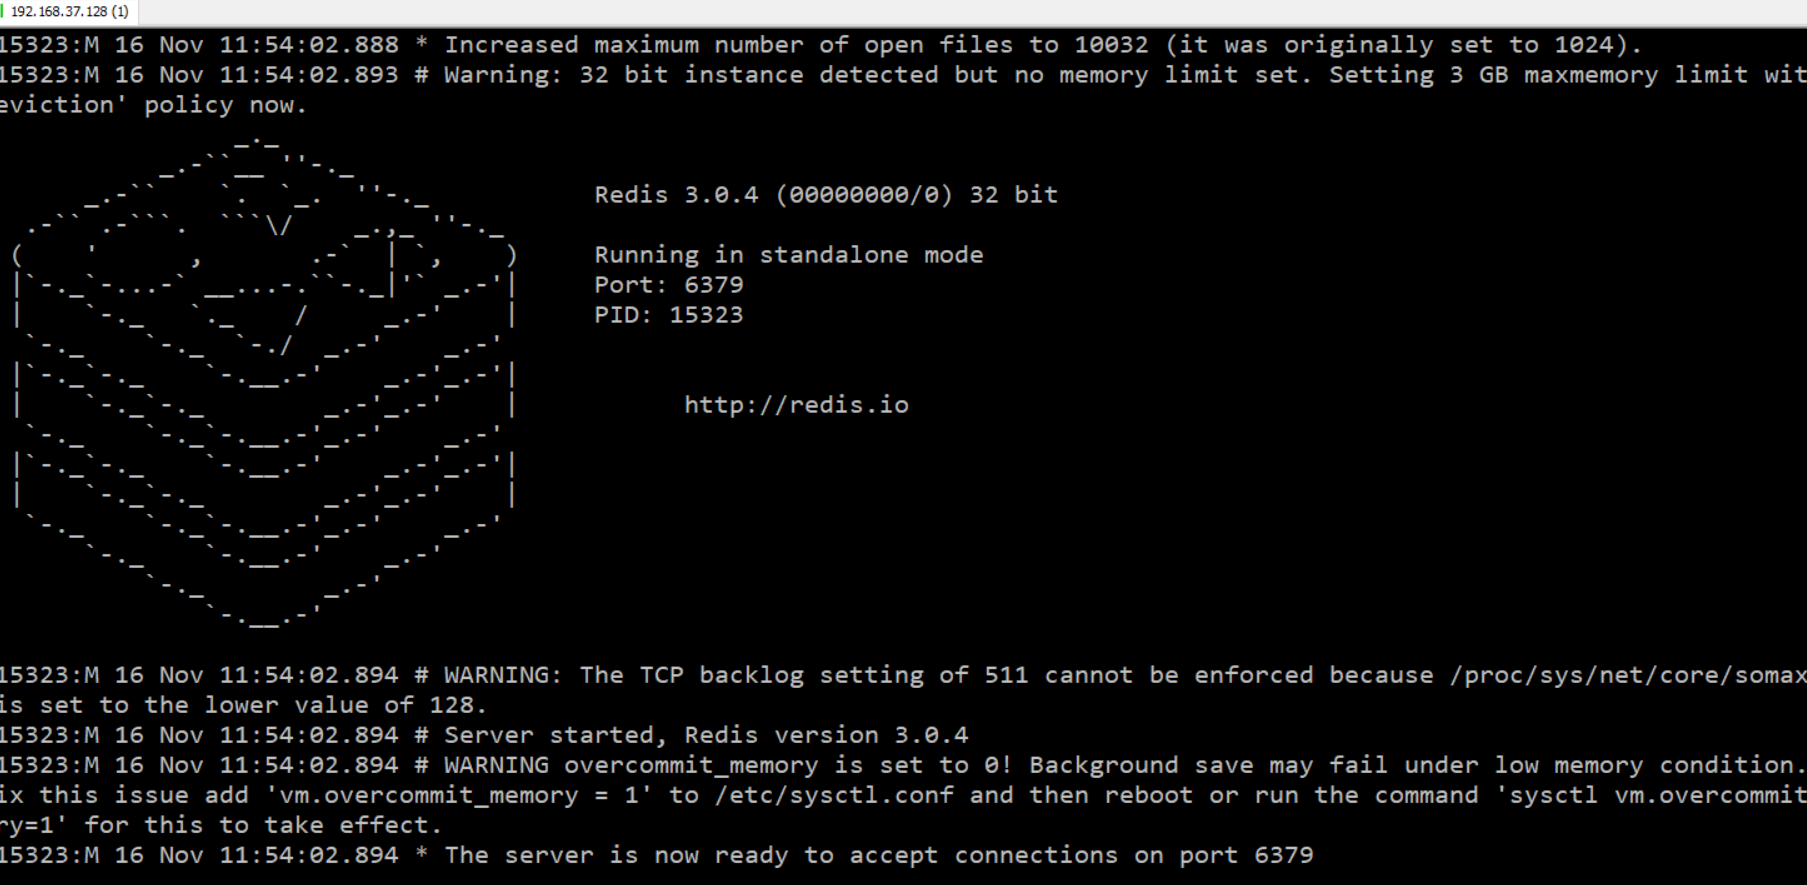 192.168.37.128 (1)
15323:M 16 Nov 11:54:02.888 * Increased maximum number of open files to 10032 (it was originally set to 1024).
15323:M 16 Nov 11:54:02.893 # Warning: 32 bit instance detected but no memory limit set. Setting 3 GB maxmemory limit wit
eviction' policy now.
Redis 3.0.4 (00000000/0) 32 bit
Running in standalone mode
Port: 6379
PID: 15323
http://redis.io
15323:M 16 Nov 11:54:02.894 # WARNING: The TCP backlog setting of 511 cannot be enforced because /proc/sys/net/core/somax
is set to the lower value of 128.
15323:M 16 Nov 11:54:02.894 # Server started, Redis version 3.0.4
15323:M 16 Nov 11:54:02.894 # WARNING overcommit_memory is set to 0! Background save may fail under low memory condition.
ix this issue add 'vm.overcommit_memory = 1' to /etc/sysctl.conf and then reboot or run the command 'sysctl vm.overcommit
ry=1' for this to take effect.
15323:M 16 Nov 11:54:02.894 * The server is now ready to accept connections on port 6379